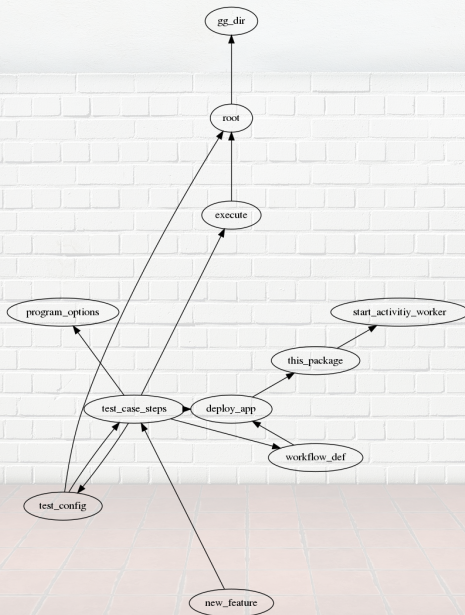 gg_dir
root
execute
program_options
start_activitiy_worker
this_package
test_case_steps
deploy_app
workflow_def
test_config
new_feature